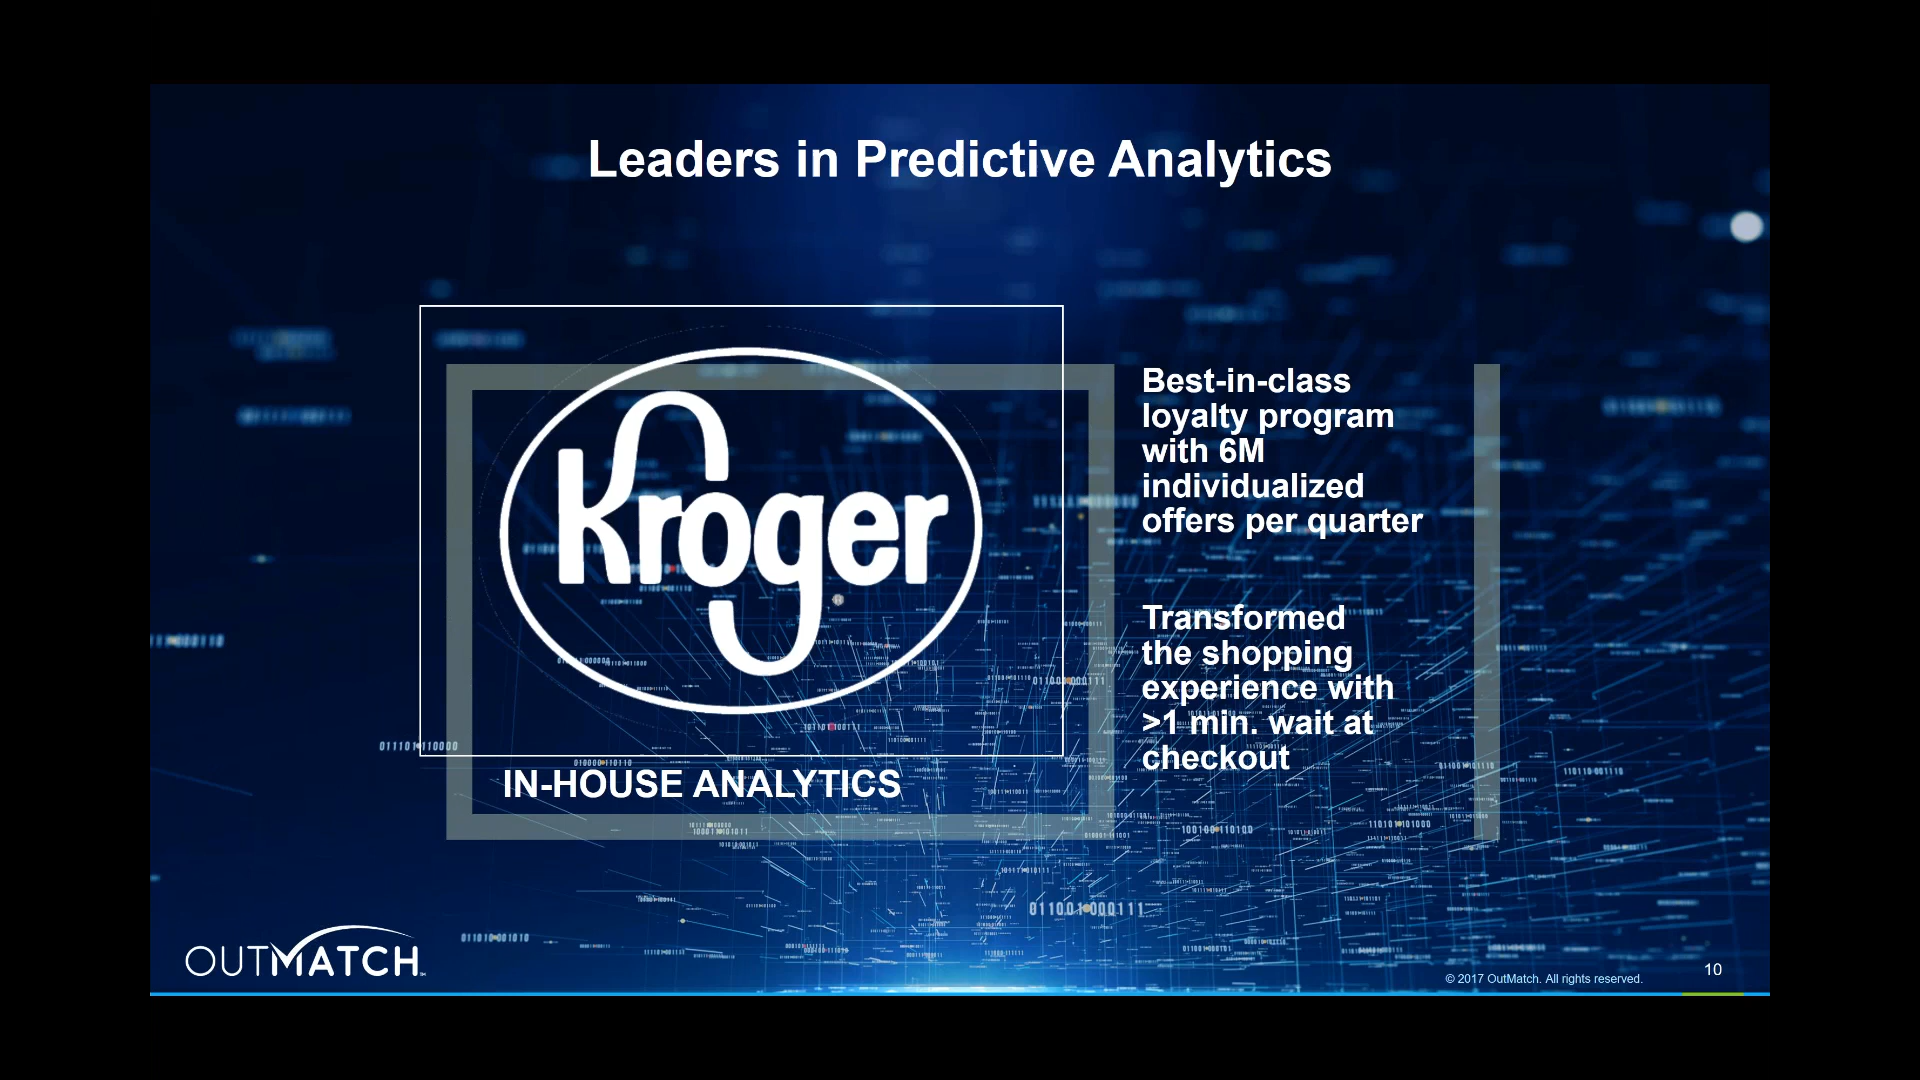 Leaders in Predictive Analytics
Kroger
Best-in-class
loyalty program
with 6M
individualized
offers per quarter
Transformed
the shopping
experience with
>1 min. wait at
checkout
IN-HOUSE ANALYTICS
OUTMATCH
© 2017 OutMatch. All rights reserved.
10